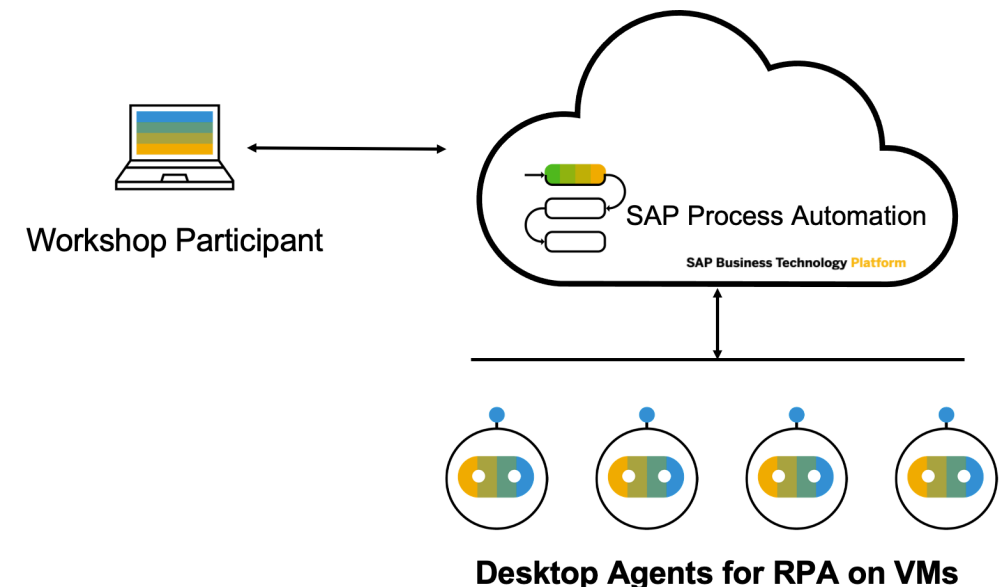 Workshop Participant
SAP Process Automation
SAP Business Technology Platform
Desktop Agents for RPA on VMs